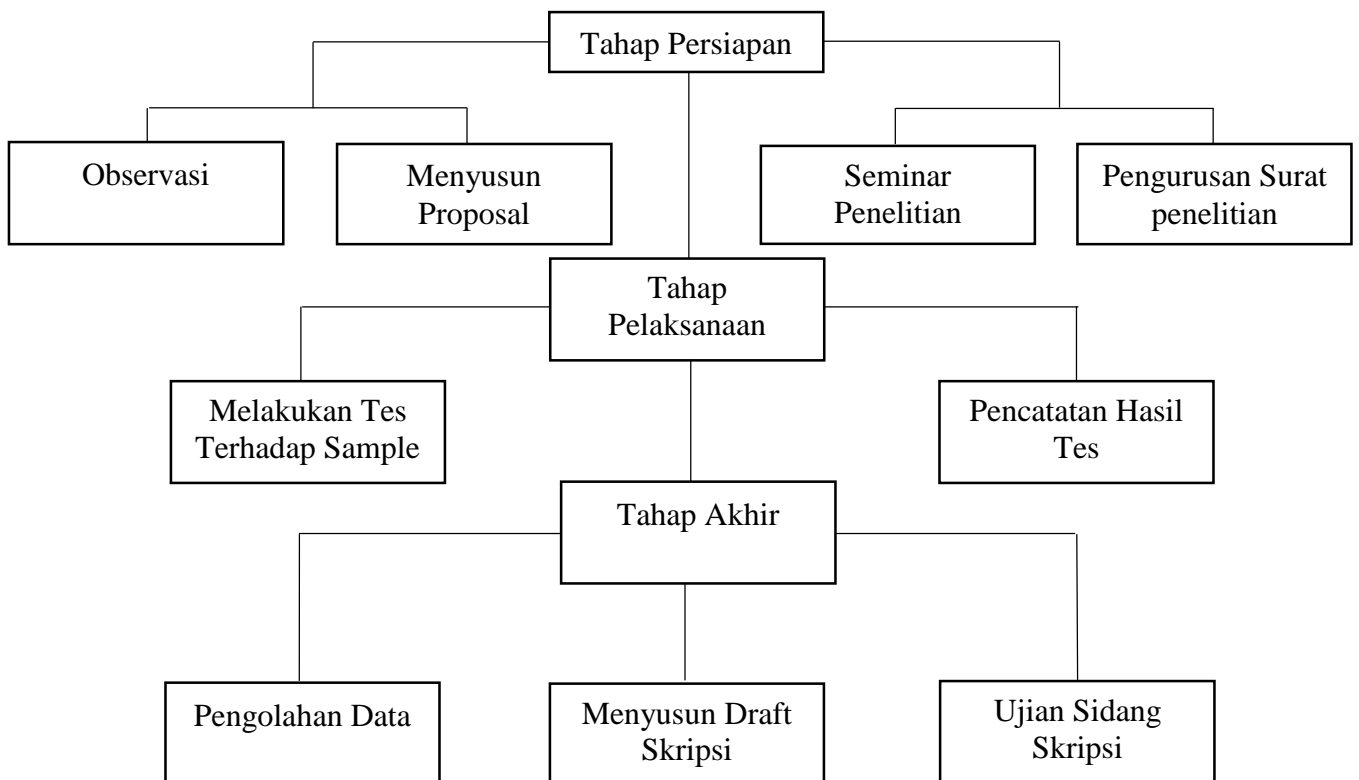 Tahap Persiapan
Observasi
Menyusun
Proposal
Seminar
Penelitian
Pengurusan Surat
penelitian
Tahap
Pelaksanaan
Melakukan Tes
Terhadap Sample
Pencatatan Hasil
Tes
Tahap Akhir
Pengolahan Data
Menyusun Draft
Skripsi
Ujian Sidang
Skripsi